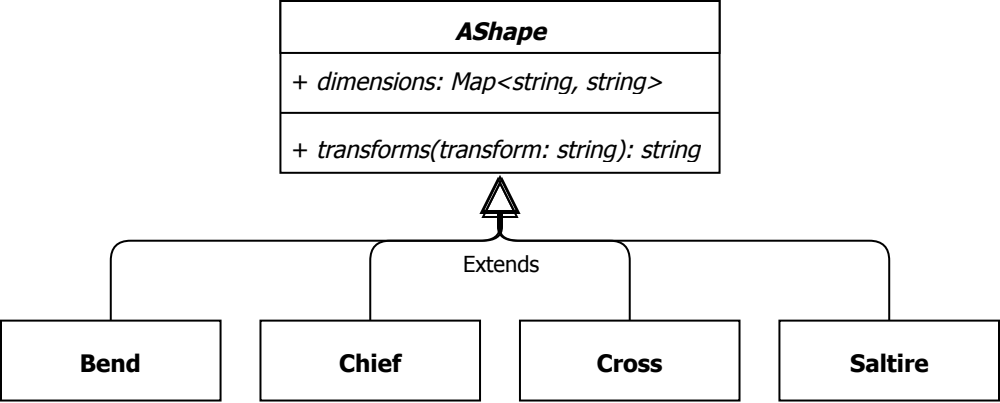 AShape
+ dimensions: Map<string, string>
+ transforms(transform: string): string
Extends
Bend
Chief
Cross
Saltire